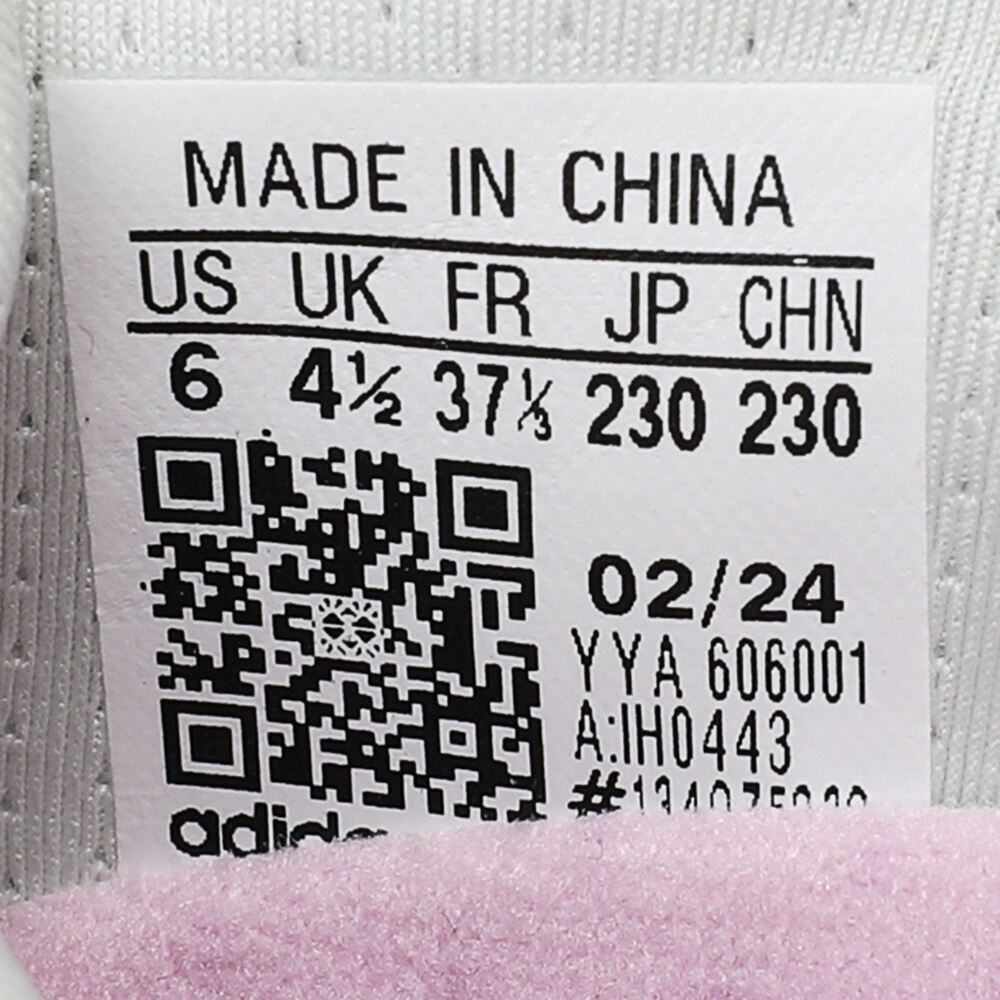 MADE IN CHINA
US UK FR JP CHN
6 4½ 37⅓ 230 230
02/24
YYA 606001
A:IH0443